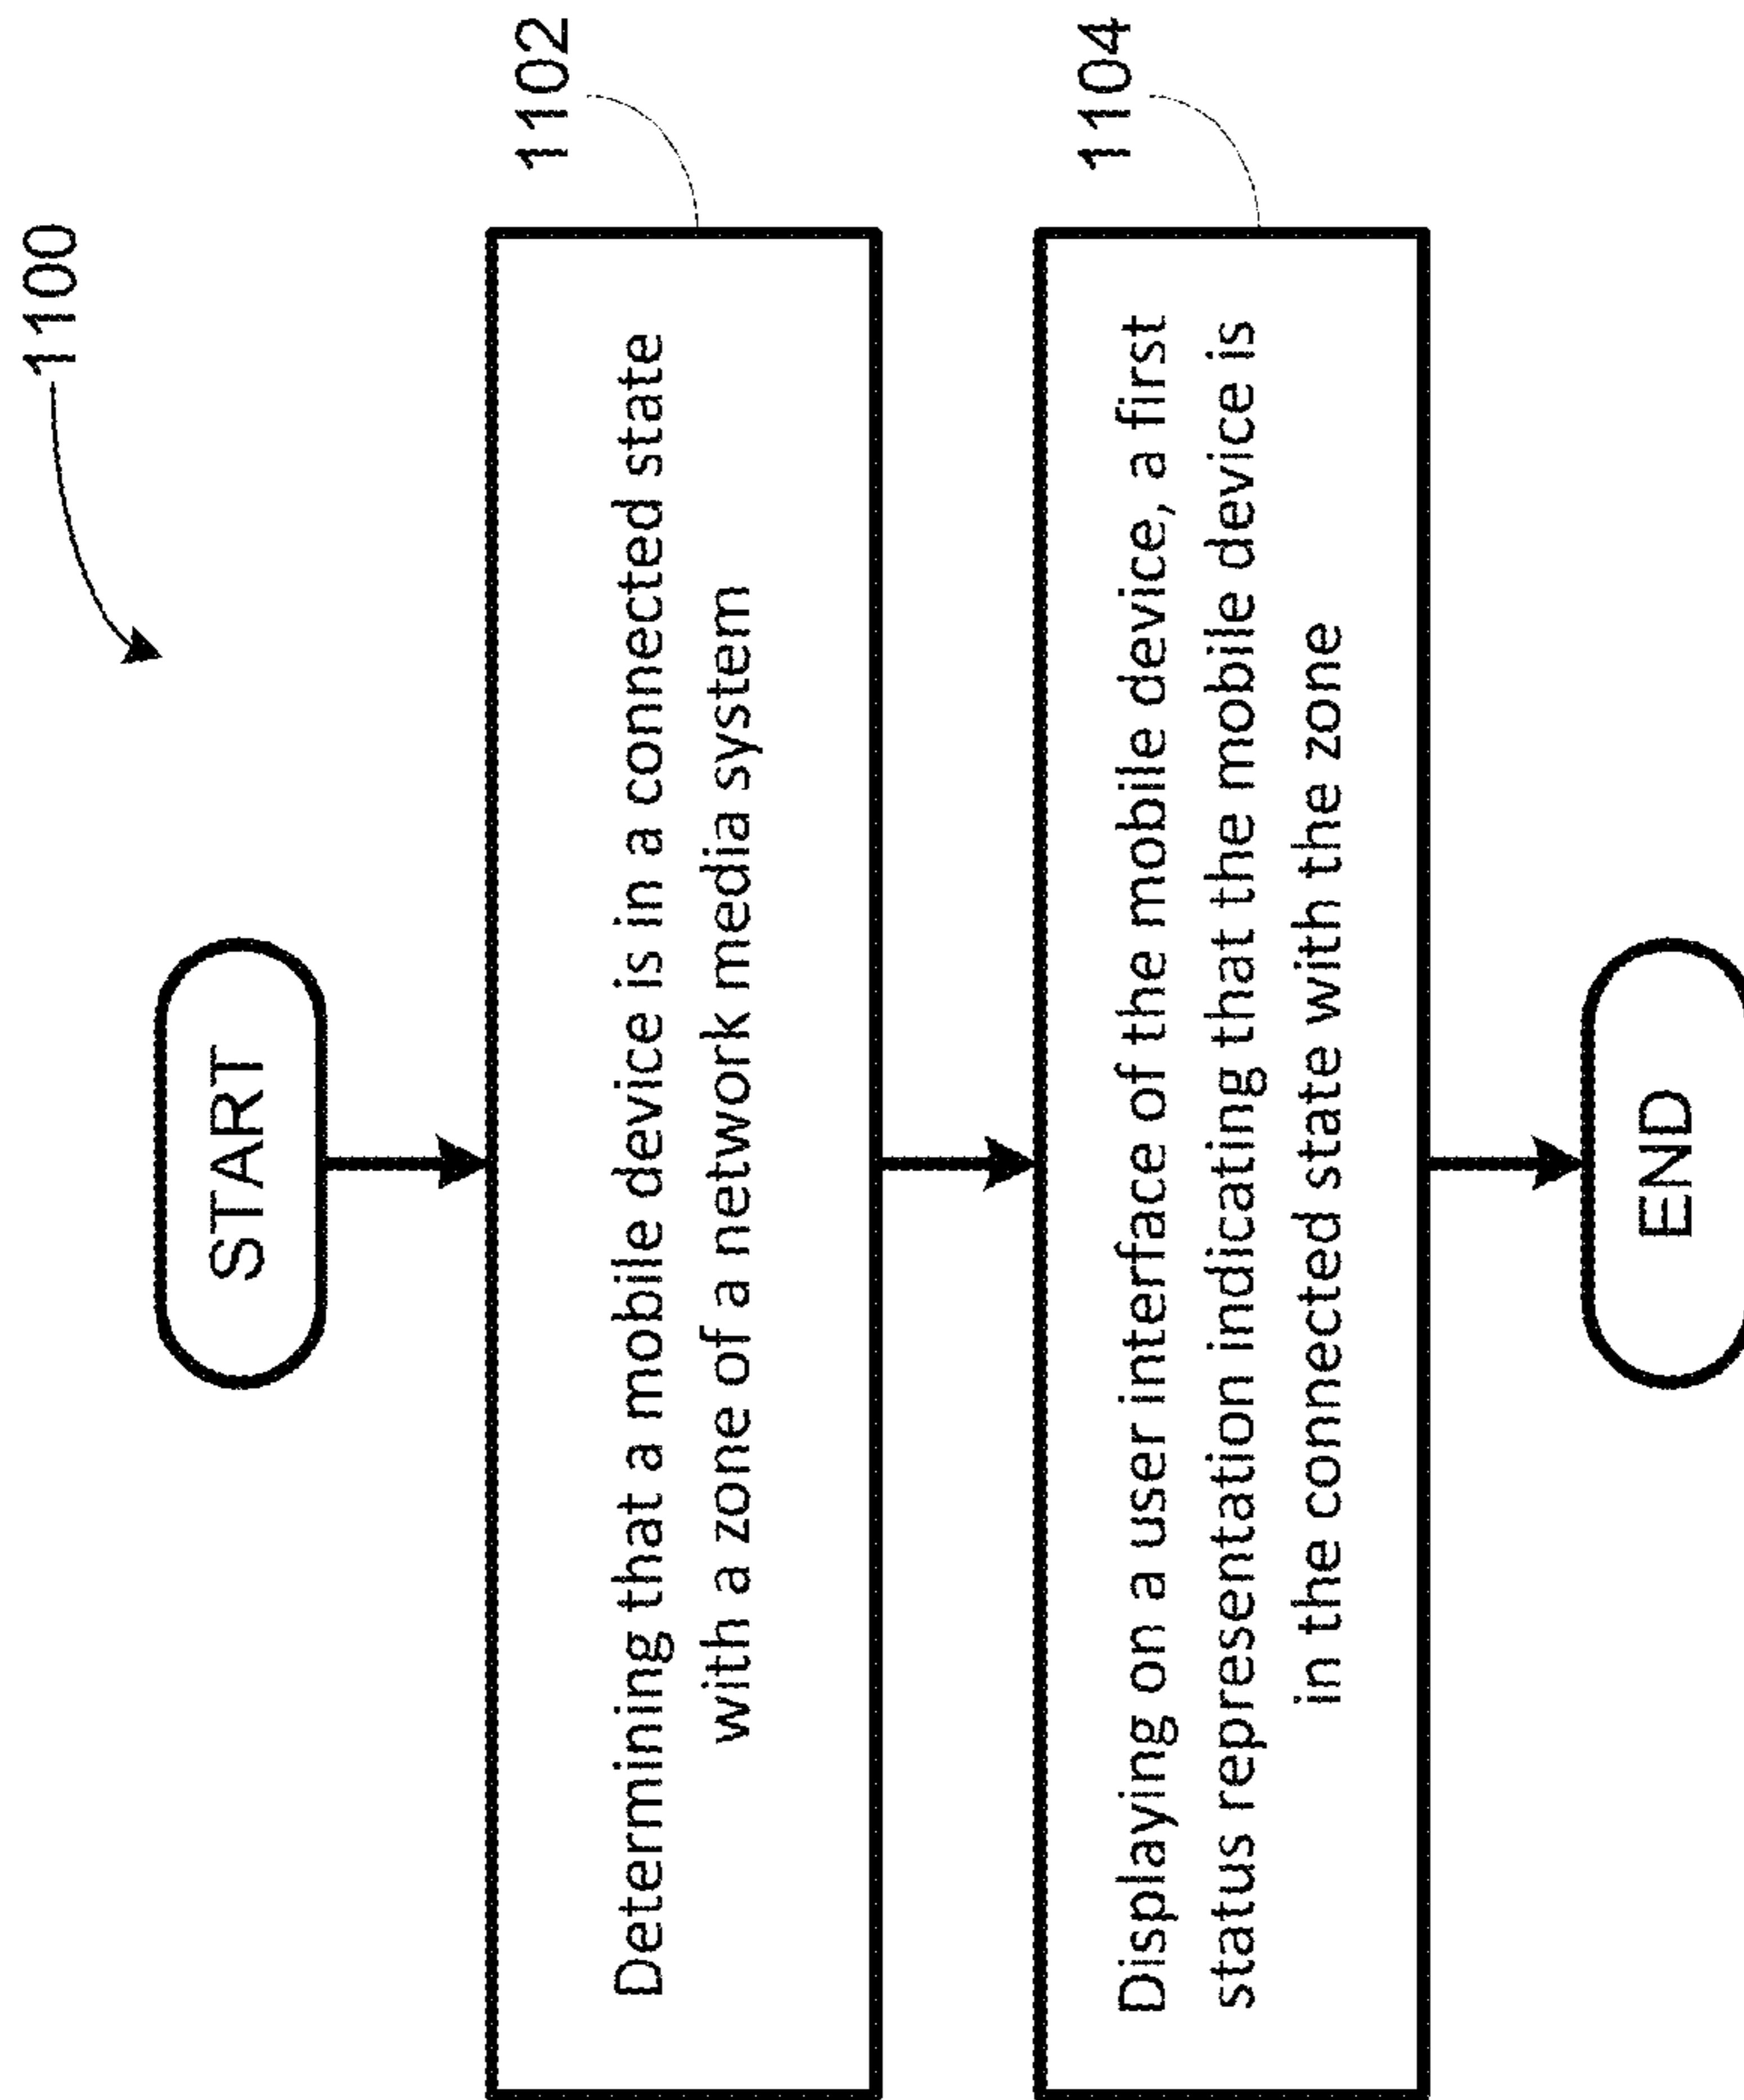 1100
START
Determining that a mobile device is in a connected state
with a zone of a network media system
1102
Displaying on a user interface of the mobile device, a first
status representation indicating that the mobile device is
in the connected state with the zone
1104
END